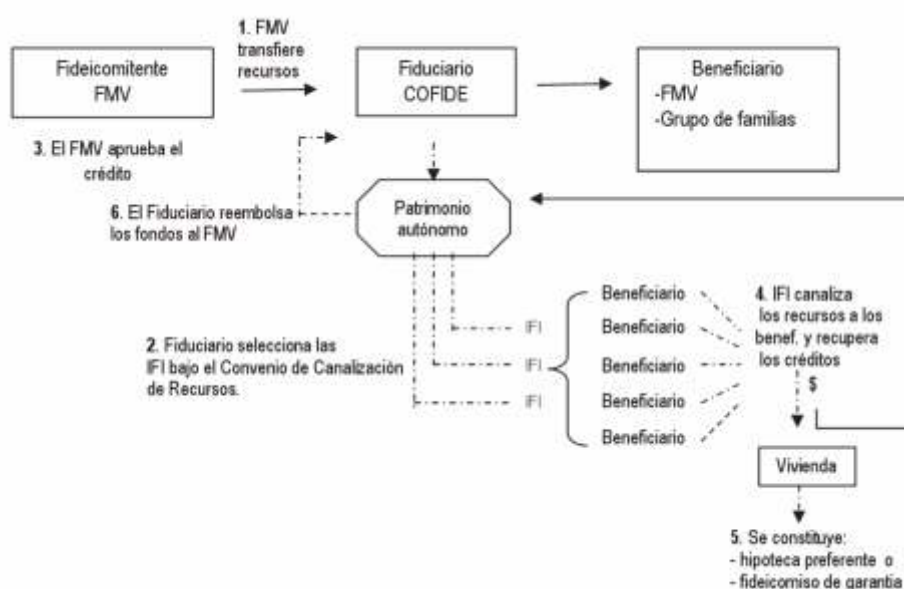 1. FMV
transfiere
recursos
Fideicomitente
FMV
Fiduciario
COFIDE
Beneficiario
-FMV
-Grupo de familias
3. El FMV aprueba el
crédito
6. El Fiduciario reembolsa
los fondos al FMV
Patrimonio
autónomo
2. Fiduciario selecciona las
IFI bajo el Convenio de Canalización
de Recursos.
IFI
IFI
IFI
Beneficiario
Beneficiario
Beneficiario
Beneficiario
Beneficiario
4. IFI canaliza
los recursos a los
benef. y recupera
los créditos
$
Vivienda
5. Se constituye:
- hipoteca preferente o
- fideicomiso de garantía